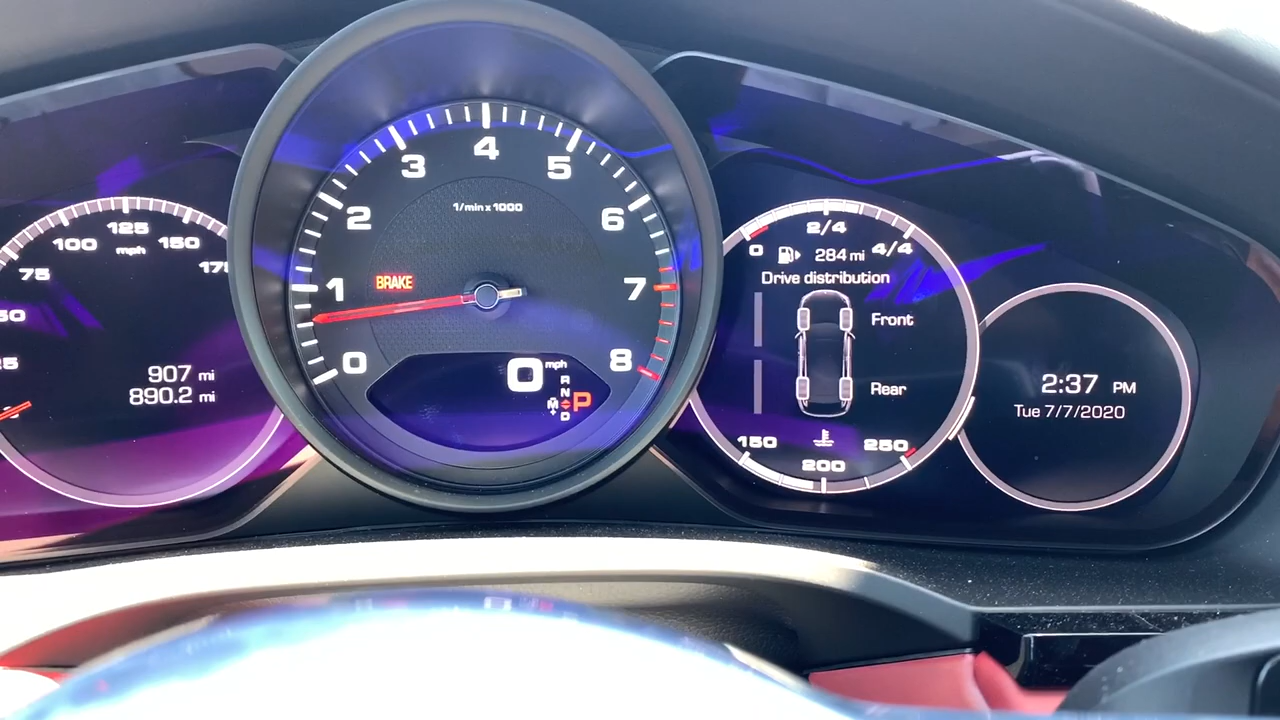 75
100
125
mph
150
907 mi
890.2 mi
0
1
2
3
4
5
6
7
8
1/min x 1000
BRAKE
0 mph
R
N
P
M
D
0
2/4
4/4
284 mi
Drive distribution
Front
Rear
150
200
250
2:37 PM
Tue 7/7/2020